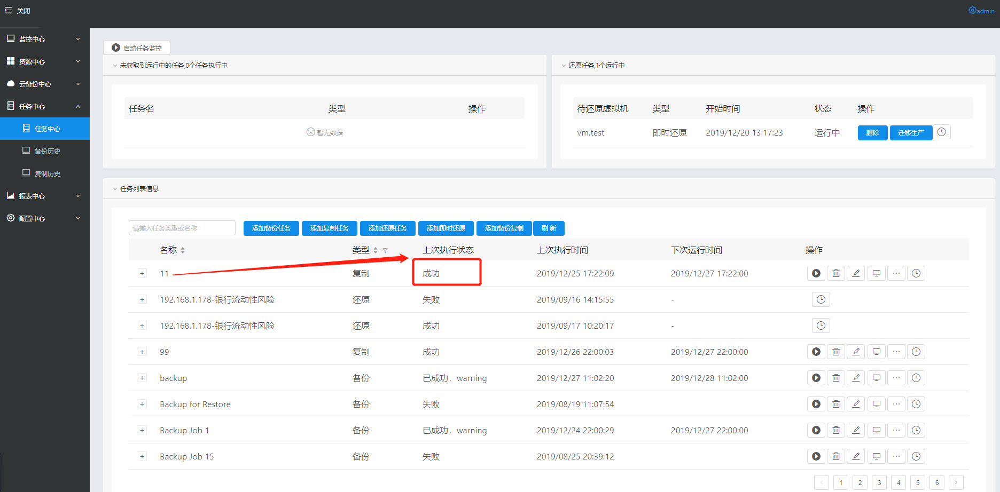 关闭
admin
监控中心
资源中心
云备份中心
任务中心
任务中心
备份历史
复制历史
报表中心
配置中心
启动任务监控
未获取到运行中的任务,0个任务执行中
任务名 类型 操作
暂无数据
还原任务,1个运行中
待还原虚拟机 类型 开始时间 状态 操作
vm.test 即时还原 2019/12/20 13:17:23 运行中 删除 迁移生产
任务列表信息
请输入任务类型或名称 添加备份任务 添加复制任务 添加还原任务 添加即时还原 添加备份复制 刷 新
名称 类型 上次执行状态 上次执行时间 下次运行时间 操作
+ 11 复制 成功 2019/12/25 17:22:09 2019/12/27 17:22:00 ···
+ 192.168.1.178-银行流动性风险 还原 失败 2019/09/16 14:15:55 -
+ 192.168.1.178-银行流动性风险 还原 成功 2019/09/17 10:20:17 -
+ 99 复制 成功 2019/12/26 22:00:03 2019/12/27 22:00:00 ···
+ backup 备份 已成功，warning 2019/12/27 11:02:20 2019/12/28 11:02:00 ···
+ Backup for Restore 备份 失败 2019/08/19 11:07:54 ···
+ Backup Job 1 备份 已成功，warning 2019/12/24 22:00:29 2019/12/27 22:00:00 ···
+ Backup Job 15 备份 失败 2019/08/25 20:39:12 ···
< 1 2 3 4 5 6 >